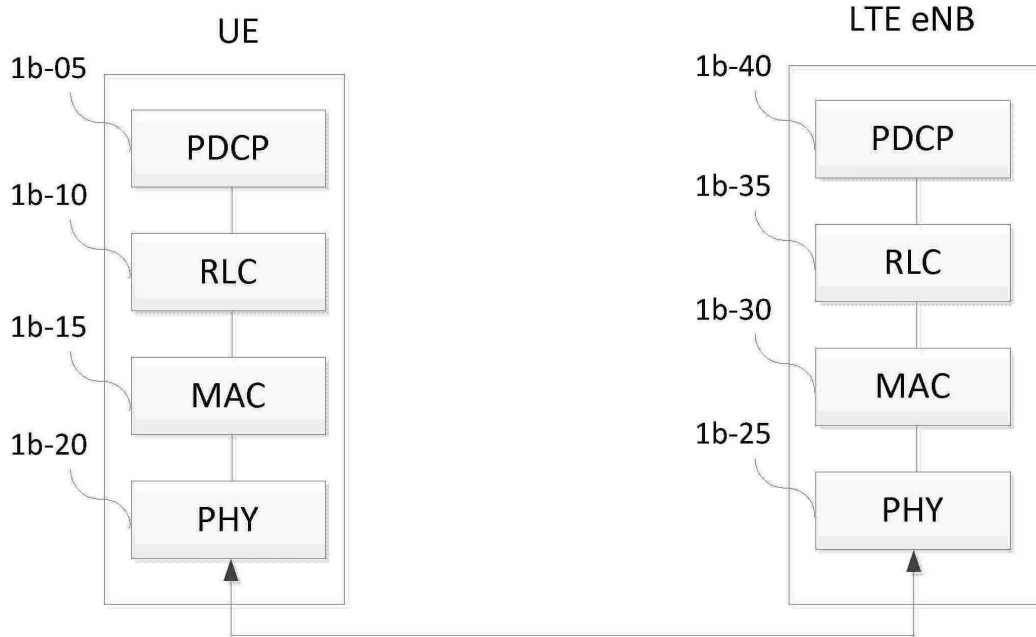 UE
1b-05
PDCP
1b-10
RLC
1b-15
MAC
1b-20
PHY
LTE eNB
1b-40
PDCP
1b-35
RLC
1b-30
MAC
1b-25
PHY